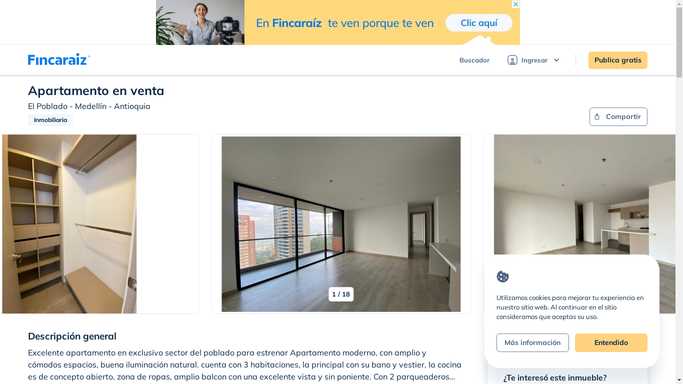 En Fincaraíz te ven porque te ven
Clic aquí
Fincaraíz
Buscador
Ingresar
Publica gratis
Apartamento en venta
El Poblado - Medellín - Antioquia
Inmobiliaria
Compartir
1 / 18
Utilizamos cookies para mejorar tu experiencia en
nuestro sitio web. Al continuar en el sitio
consideramos que aceptas su uso.
Más información
Entendido
Descripción general
Excelente apartamento en exclusivo sector del poblado para estrenar Apartamento moderno, con amplio y
cómodos espacios, buena iluminación natural, cuenta con 3 habitaciones, la principal con su bano y vestier, la cocina
es de concepto abierto, zona de ropas, amplio balcon con una excelente vista y sin poniente. Con 2 parqueaderos...
¿Te interesó este inmueble?